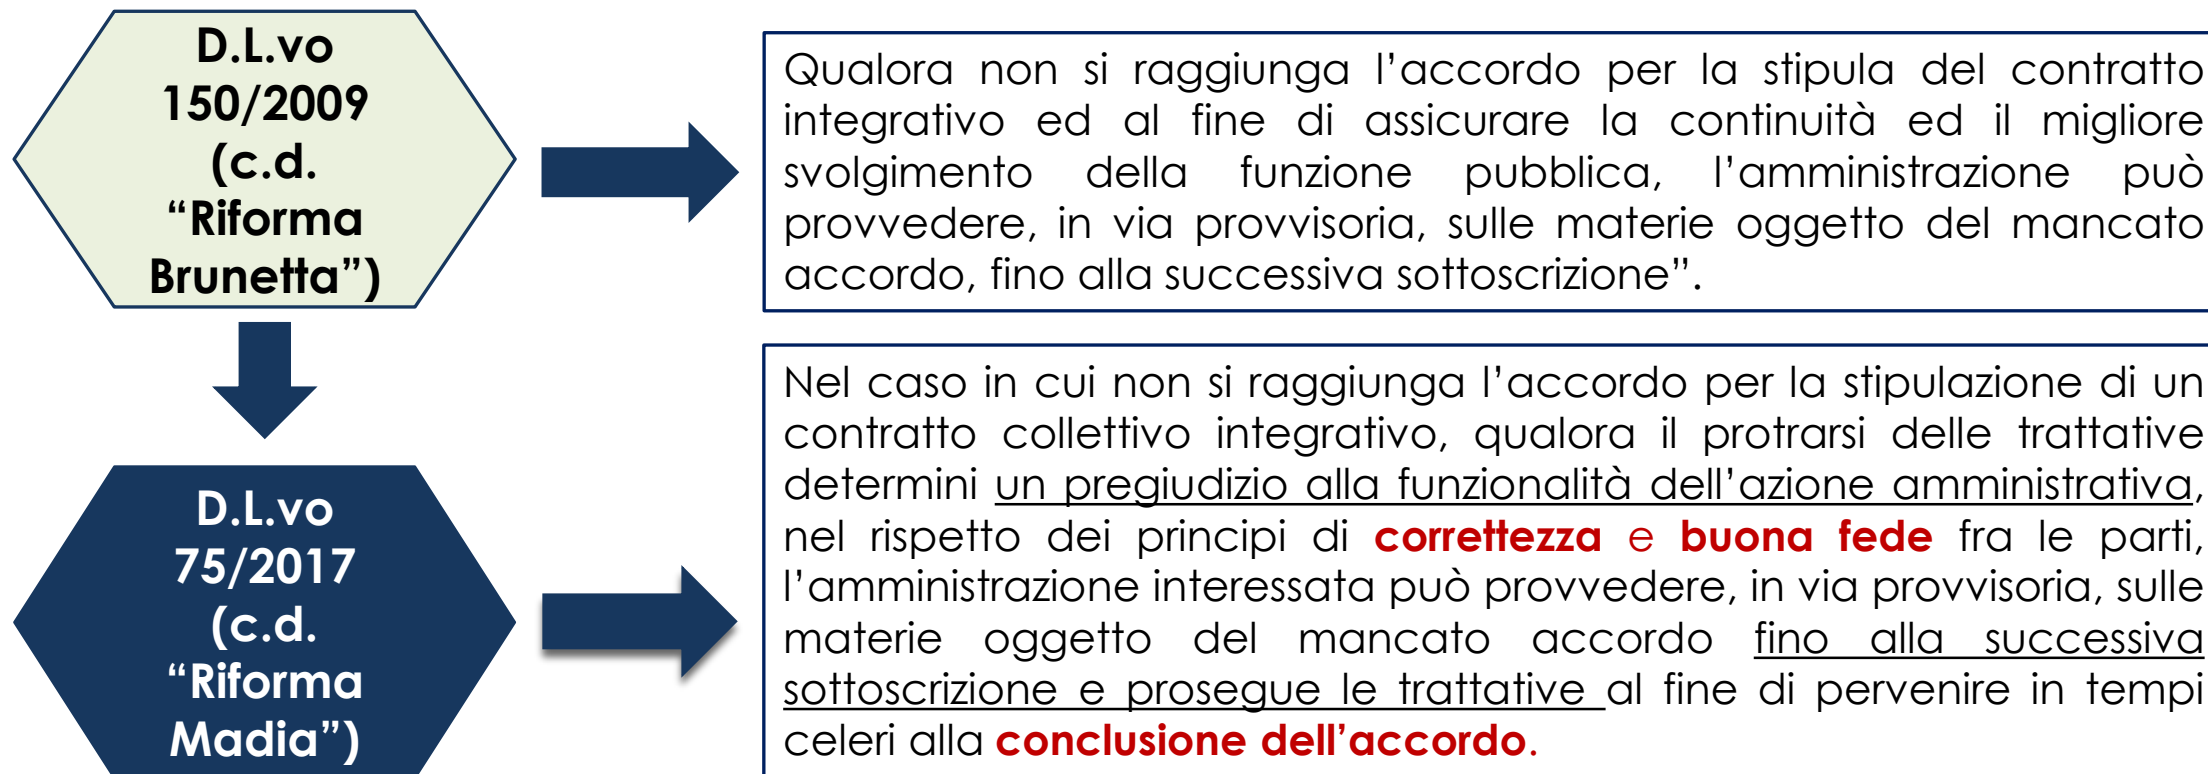 D.L.vo
150/2009
(c.d.
“Riforma
Brunetta”)
Qualora non si raggiunga l’accordo per la stipula del contratto
integrativo ed al fine di assicurare la continuità ed il migliore
svolgimento della funzione pubblica, l’amministrazione può
provvedere, in via provvisoria, sulle materie oggetto del mancato
accordo, fino alla successiva sottoscrizione”.
D.L.vo
75/2017
(c.d.
“Riforma
Madia”)
Nel caso in cui non si raggiunga l’accordo per la stipulazione di un
contratto collettivo integrativo, qualora il protrarsi delle trattative
determini un pregiudizio alla funzionalità dell’azione amministrativa,
nel rispetto dei principi di correttezza e buona fede fra le parti,
l’amministrazione interessata può provvedere, in via provvisoria, sulle
materie oggetto del mancato accordo fino alla successiva
sottoscrizione e prosegue le trattative al fine di pervenire in tempi
celeri alla conclusione dell’accordo.